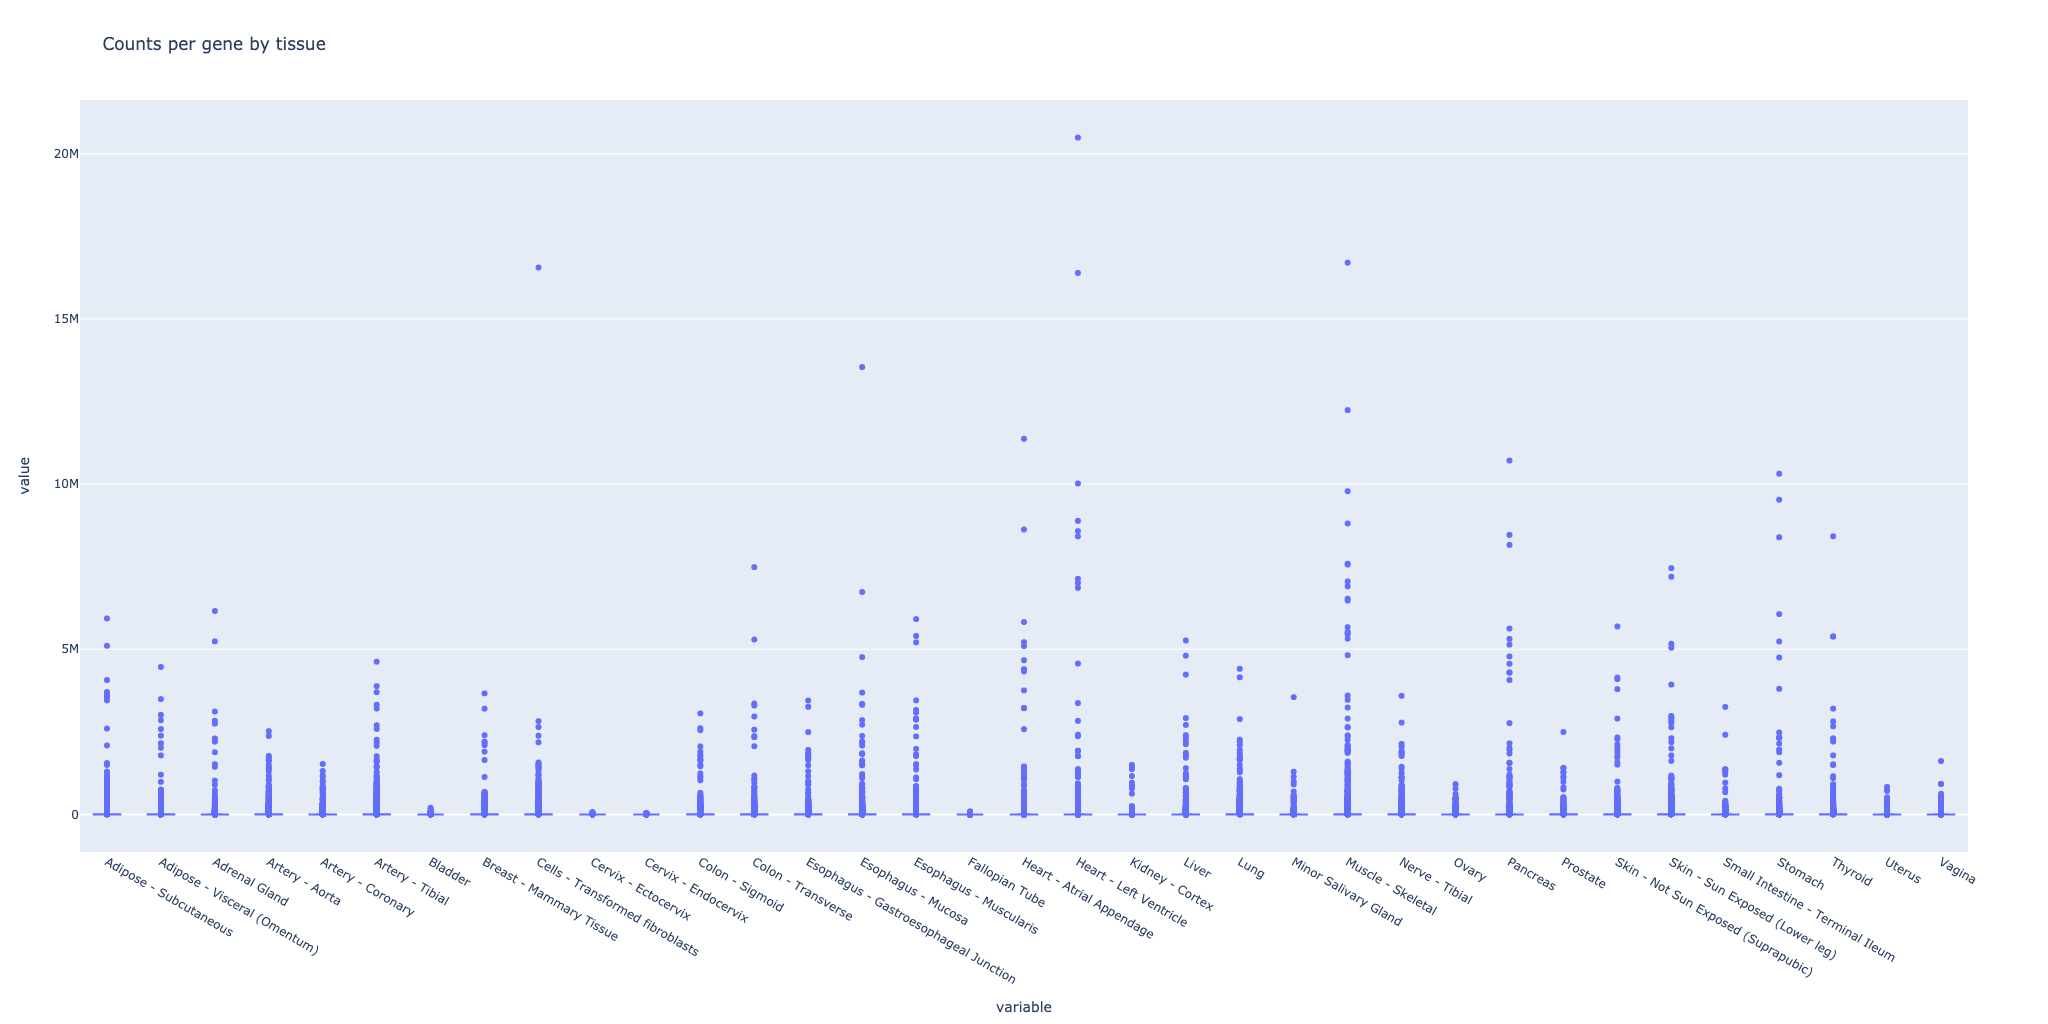 Counts per gene by tissue
20M
15M
10M
5M
0
value
Adipose - Subcutaneous
Adipose - Visceral (Omentum)
Adrenal Gland
Artery - Aorta
Artery - Coronary
Artery - Tibial
Bladder
Breast - Mammary Tissue
Cells - Transformed fibroblasts
Cervix - Ectocervix
Cervix - Endocervix
Colon - Sigmoid
Colon - Transverse
Esophagus - Gastroesophageal Junction
Esophagus - Mucosa
Esophagus - Muscularis
Fallopian Tube
Heart - Atrial Appendage
Heart - Left Ventricle
Kidney - Cortex
Liver
Lung
Minor Salivary Gland
Muscle - Skeletal
Nerve - Tibial
Ovary
Pancreas
Prostate
Skin - Not Sun Exposed (Suprapubic)
Skin - Sun Exposed (Lower leg)
Small Intestine - Terminal Ileum
Stomach
Thyroid
Uterus
Vagina
variable